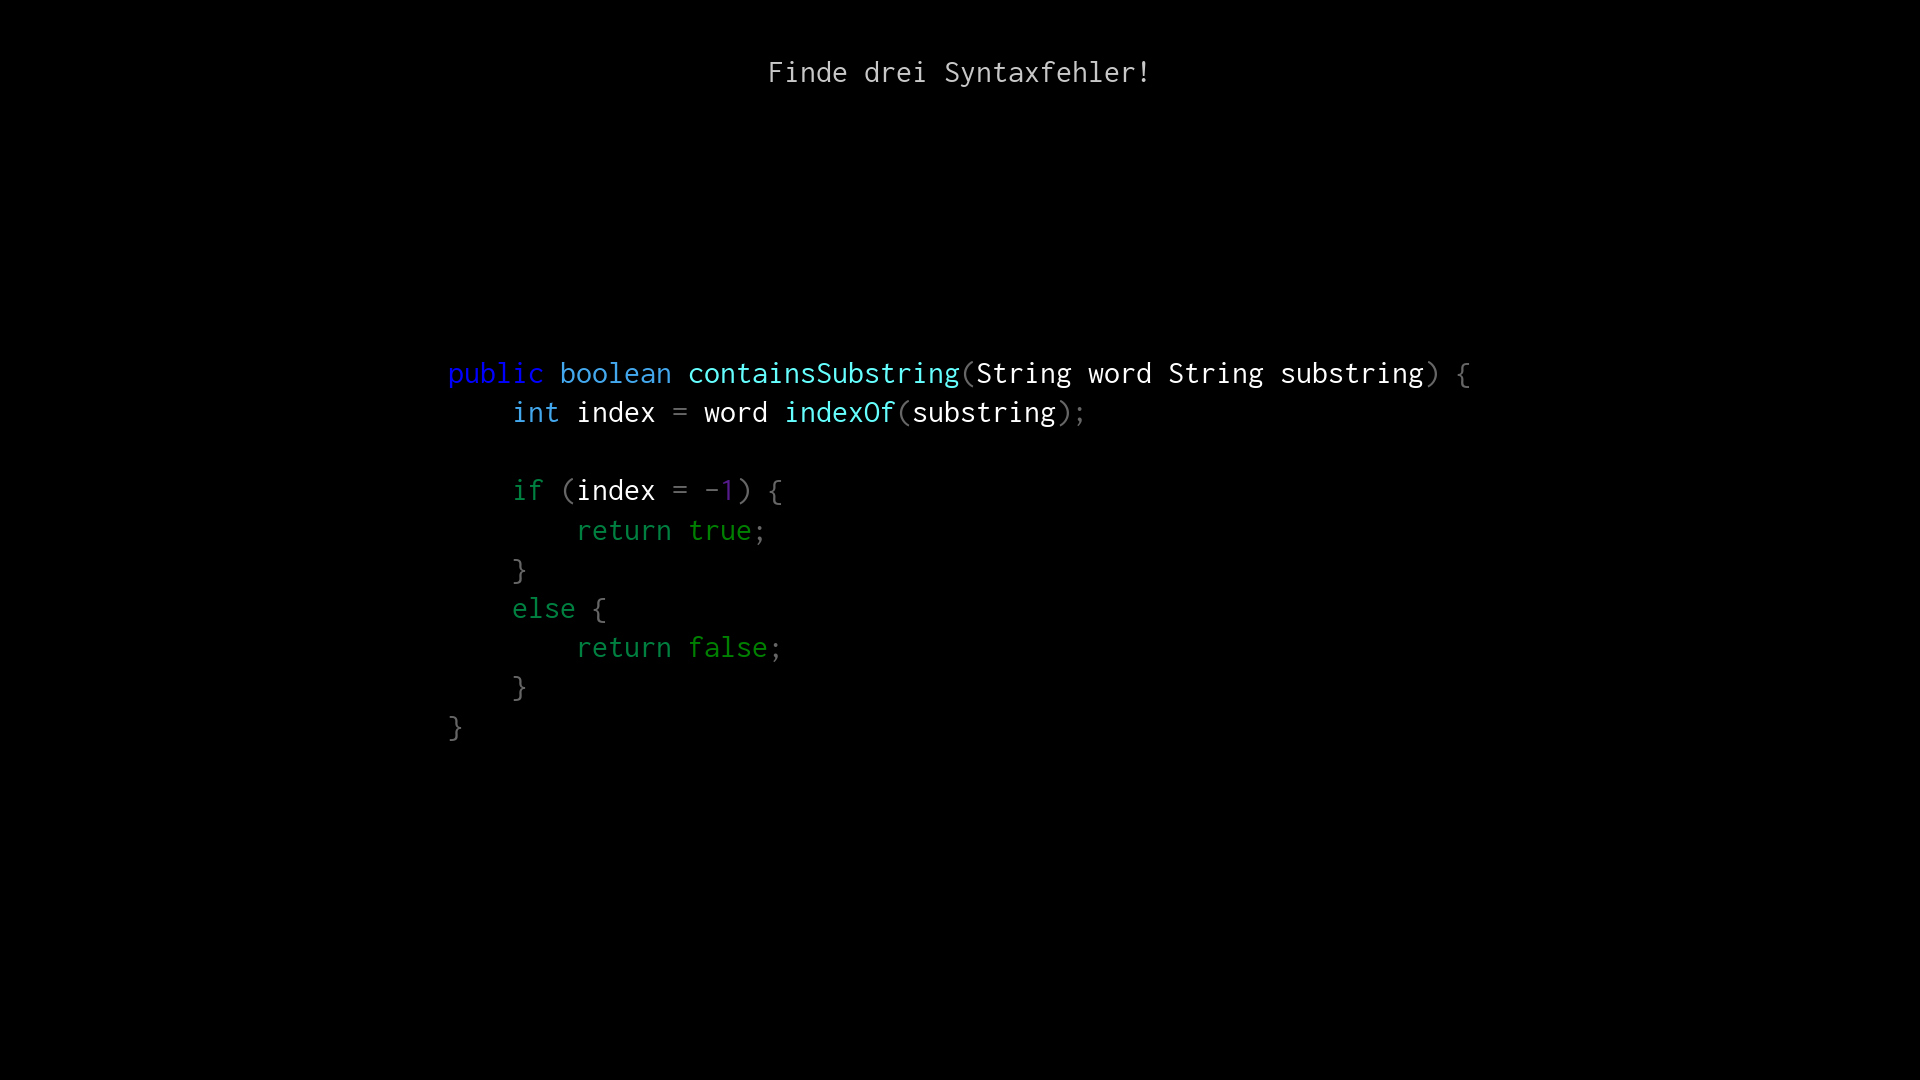 Finde drei Syntaxfehler!
public boolean containsSubstring(String word String substring) {
    int index = word indexOf(substring);

    if (index = -1) {
        return true;
    }
    else {
        return false;
    }
}